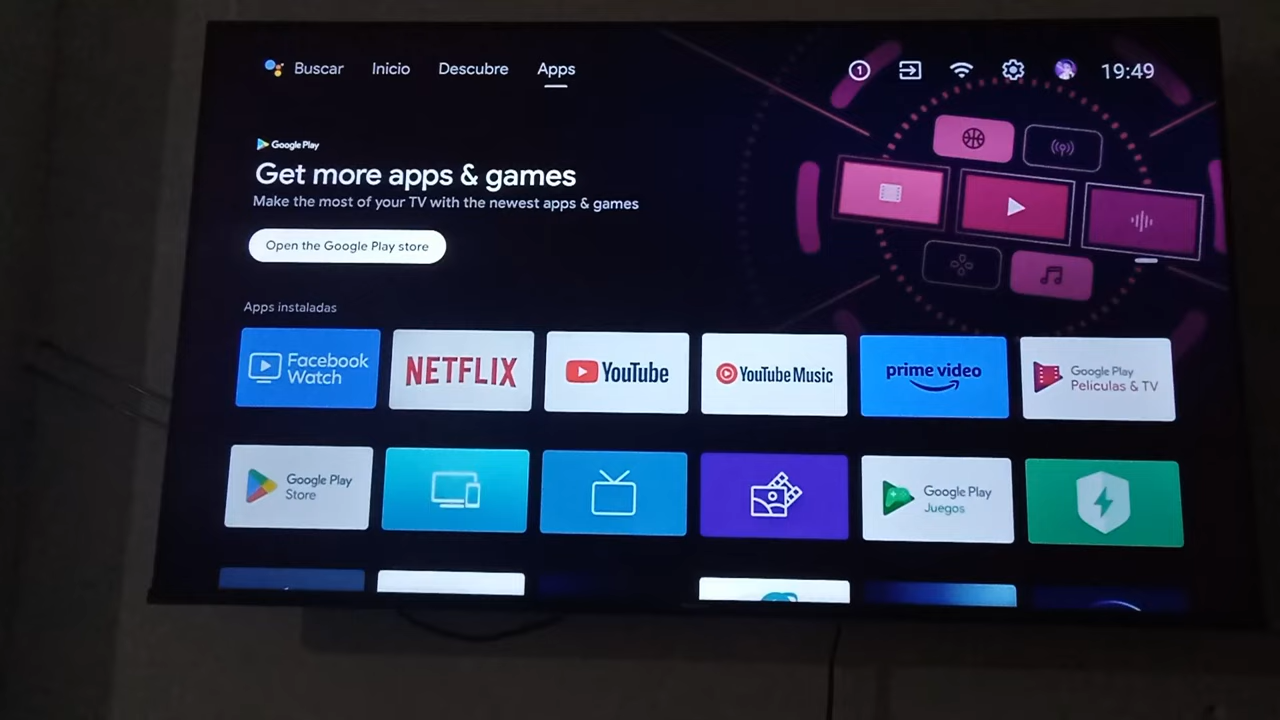 Buscar Inicio Descubre Apps 1 19:49
Google Play
Get more apps & games
Make the most of your TV with the newest apps & games
Open the Google Play store
Apps instaladas
Facebook Watch
NETFLIX
YouTube
YouTube Music
prime video
Google Play
Películas & TV
Google Play
Store
Google Play
Juegos